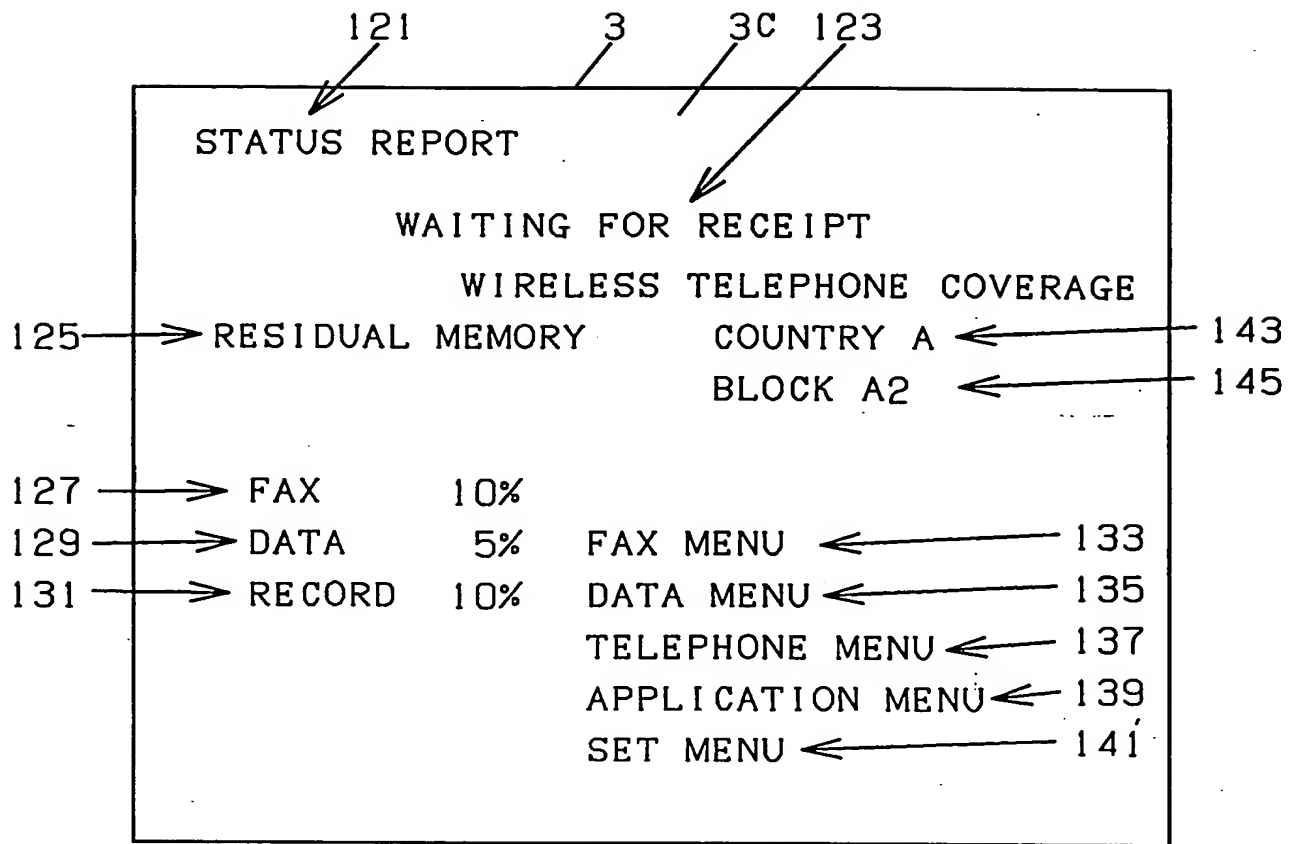 121 3 3C 123
STATUS REPORT
WAITING FOR RECEIPT
WIRELESS TELEPHONE COVERAGE
125 RESIDUAL MEMORY COUNTRY A 143
BLOCK A2 145
127 FAX 10%
129 DATA 5% FAX MENU 133
131 RECORD 10% DATA MENU 135
TELEPHONE MENU 137
APPLICATION MENU 139
SET MENU 141